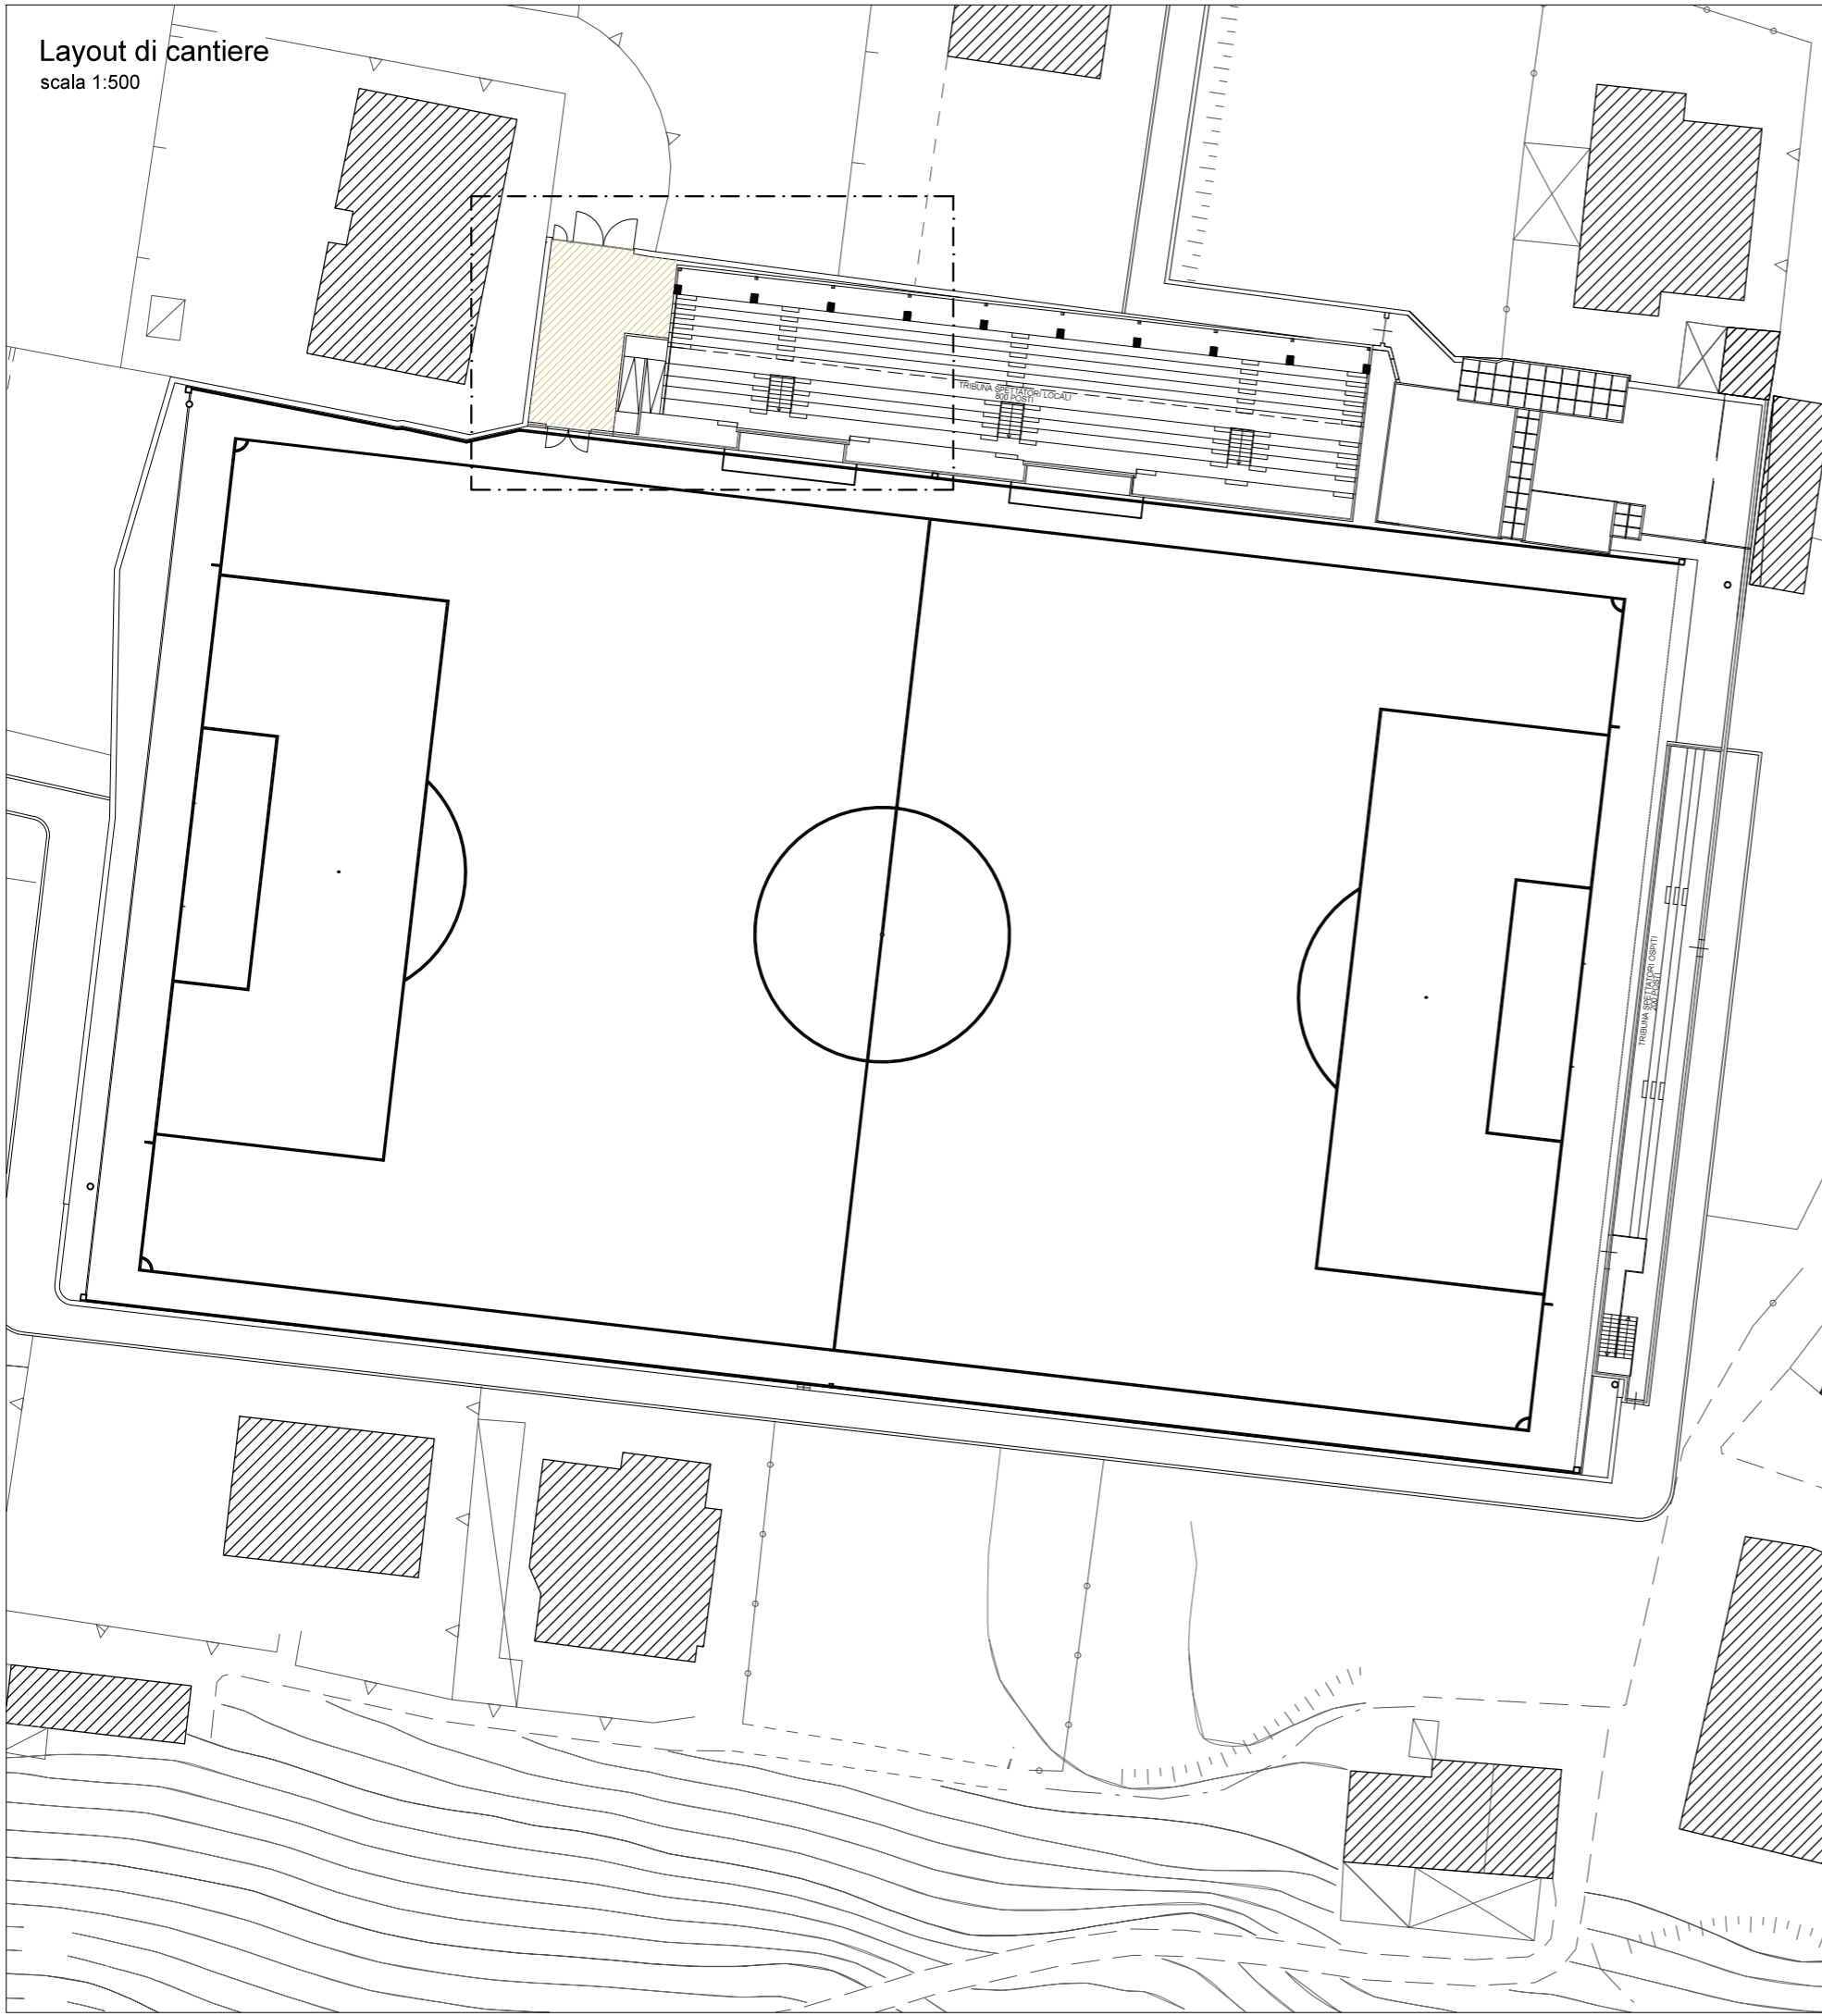 Layout di cantiere
scala 1:500
TRIBUNA SPETTATORI LOCALI
800 POSTI
TRIBUNA SPETTATORI OSPITI
200 POSTI